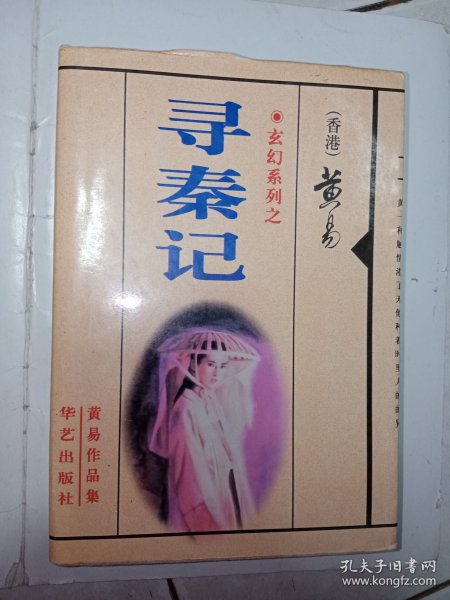 (香港)
黄易
◉玄幻系列之
寻秦记
黄易作品集
华艺出版社
孔夫子旧书网
www.kongfz.com